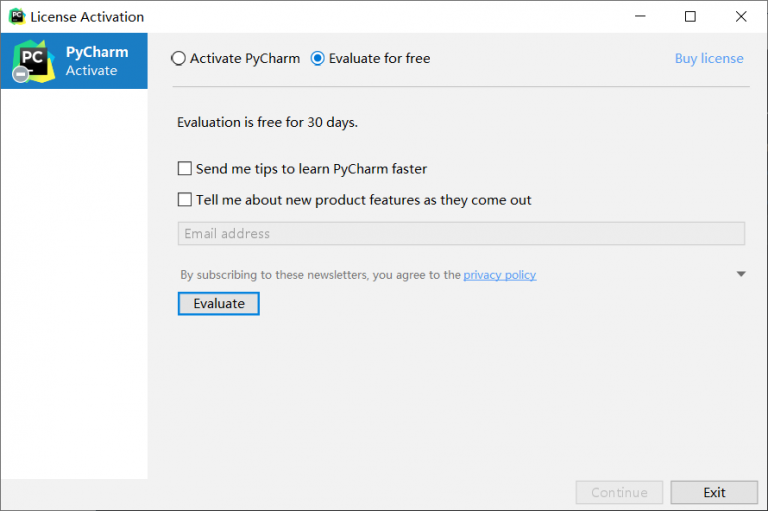 License Activation
PC
PyCharm
Activate
Activate PyCharm Evaluate for free Buy license
Evaluation is free for 30 days.
Send me tips to learn PyCharm faster
Tell me about new product features as they come out
Email address
By subscribing to these newsletters, you agree to the privacy policy
Evaluate
Continue Exit